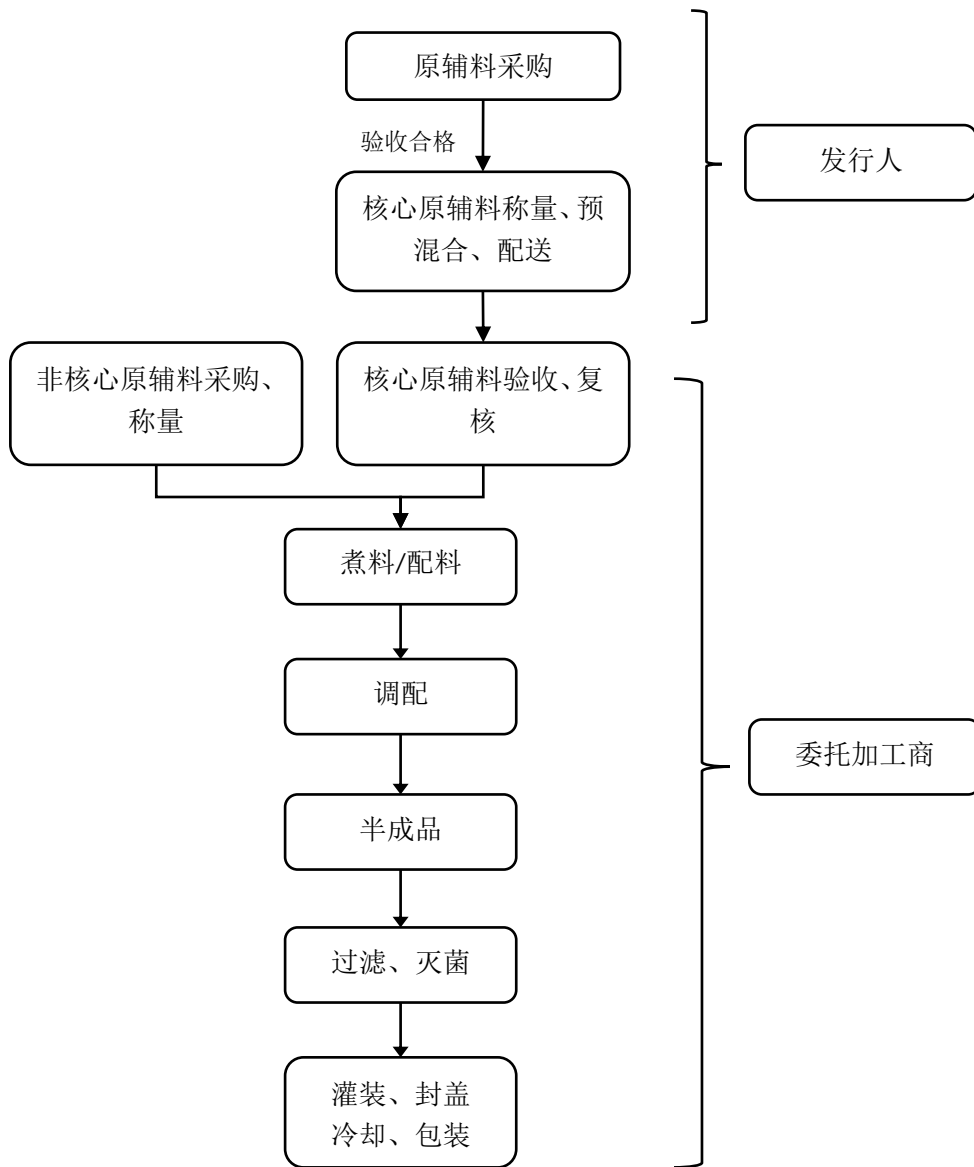 原辅料采购
验收合格
发行人
核心原辅料称量、预
混合、配送
非核心原辅料采购、
称量
核心原辅料验收、复
核
煮料/配料
调配
委托加工商
半成品
过滤、灭菌
灌装、封盖
冷却、包装